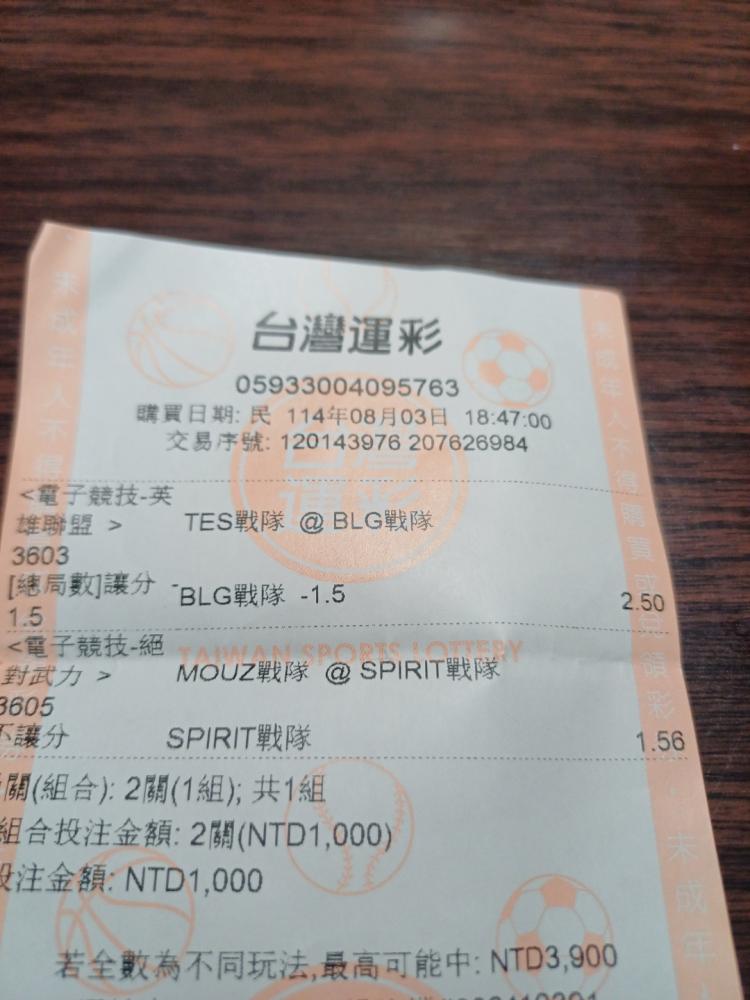 台灣運彩
05933004095763
購買日期: 民 114年08月03日 18:47:00
交易序號: 120143976 207626984
<電子競技-英
雄聯盟 > TES戰隊 @ BLG戰隊
3603
[總局數]讓分 -
1.5 BLG戰隊 -1.5 2.50
<電子競技-絕
對武力 > MOUZ戰隊 @ SPIRIT戰隊
3605
不讓分 SPIRIT戰隊 1.56
關(組合): 2關(1組); 共1組
組合投注金額: 2關(NTD1,000)
投注金額: NTD1,000
若全數為不同玩法,最高可能中: NTD3,900
TAIWAN SPORTS LOTTERY
台灣運彩
未成年人不得
未成年人不得購買或兌領彩
未成年